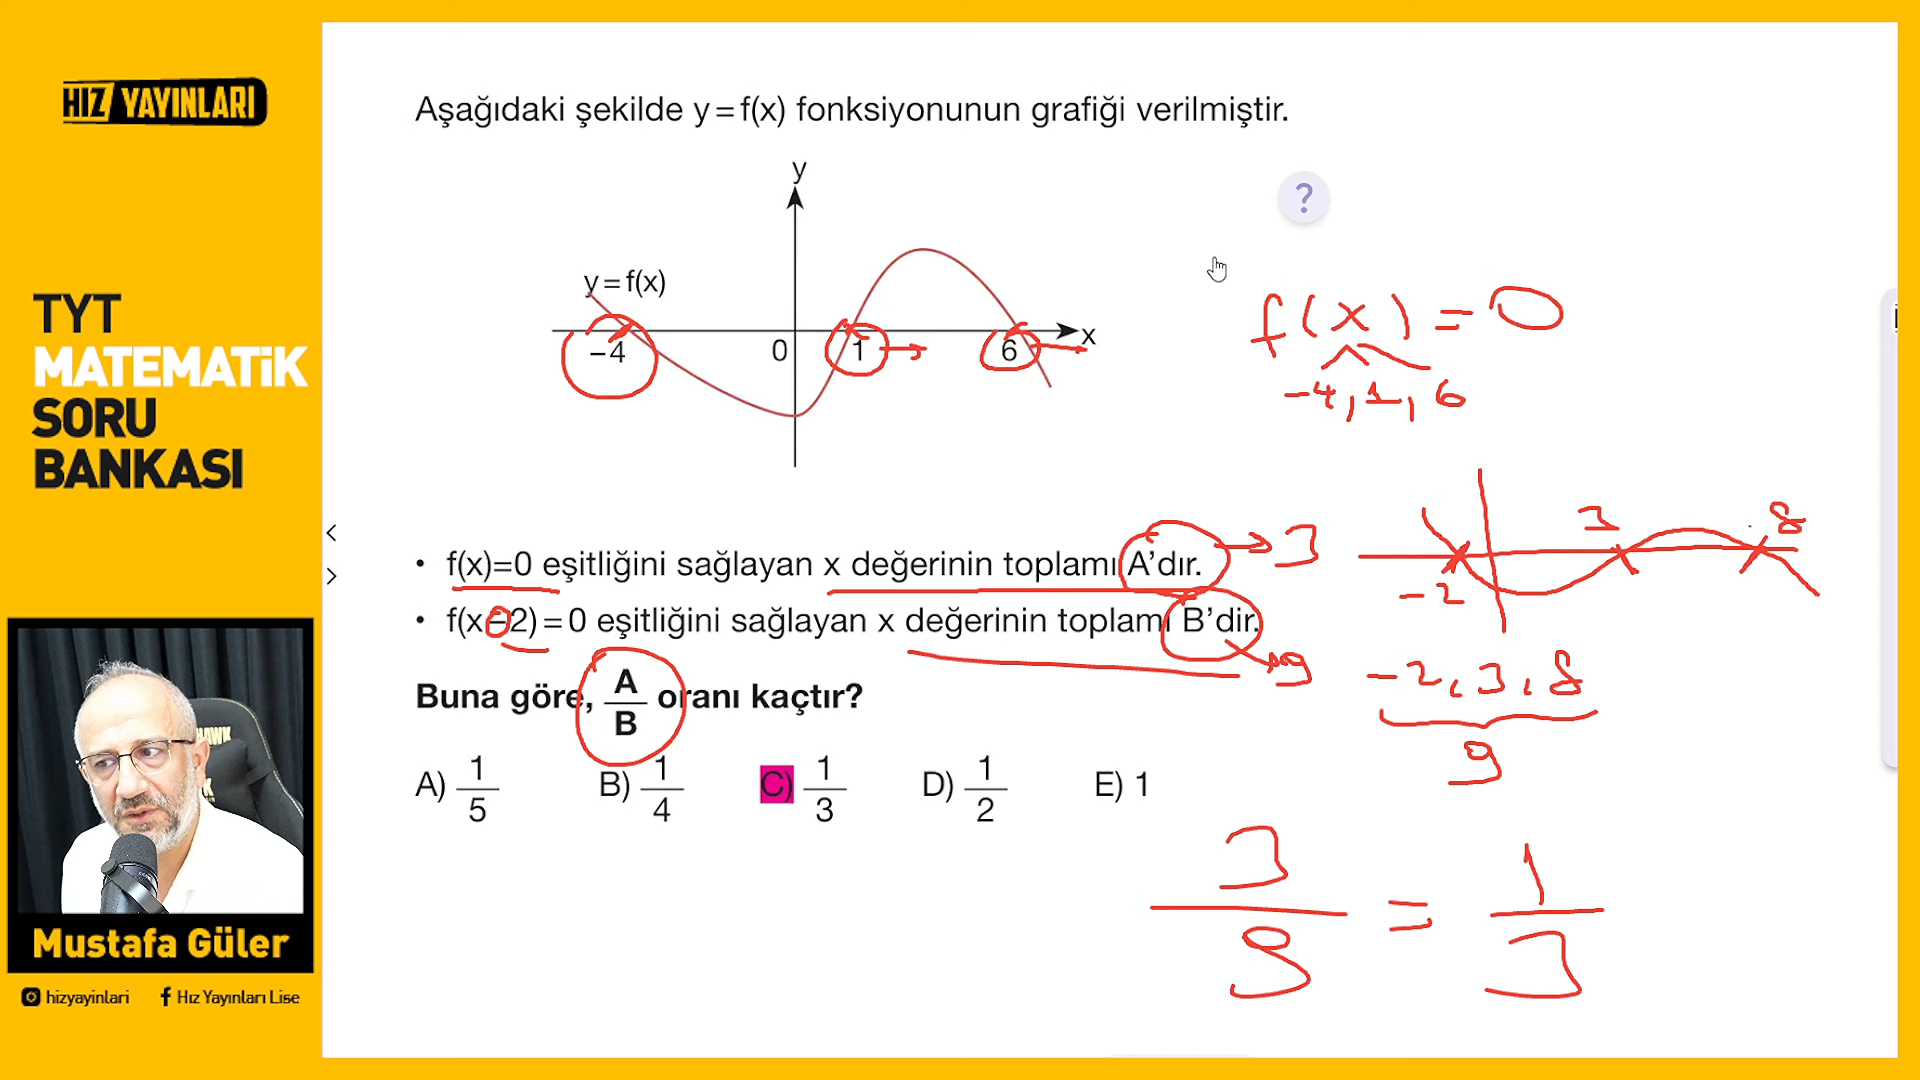 HIZ YAYINLARI
TYT
MATEMATİK
SORU
BANKASI
Mustafa Güler
hizyayinlari
Hız Yayınları Lise
Aşağıdaki şekilde y=f(x) fonksiyonunun grafiği verilmiştir.
y
y=f(x)
-4
0
1
6
x
?
f(x)=0
-4, 1, 6
3
8
-2
• f(x)=0 eşitliğini sağlayan x değerinin toplamı A'dır. → 3
• f(x-2)=0 eşitliğini sağlayan x değerinin toplamı B'dir. → 9
-2, 3, 8
9
Buna göre, A/B oranı kaçtır?
A) 1/5 B) 1/4 C) 1/3 D) 1/2 E) 1
3/9 = 1/3